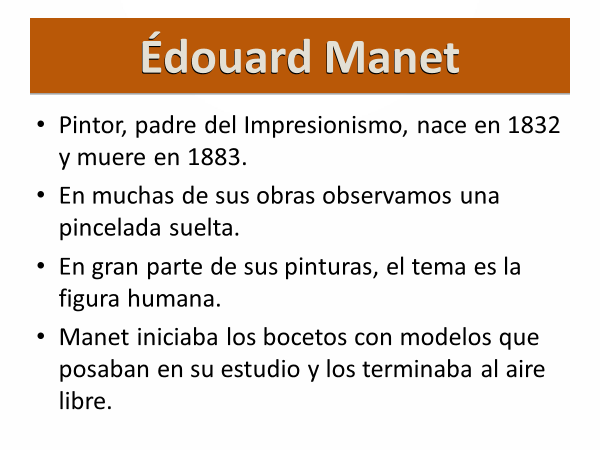 Édouard Manet
• Pintor, padre del Impresionismo, nace en 1832
y muere en 1883.
• En muchas de sus obras observamos una
pincelada suelta.
• En gran parte de sus pinturas, el tema es la
figura humana.
• Manet iniciaba los bocetos con modelos que
posaban en su estudio y los terminaba al aire
libre.